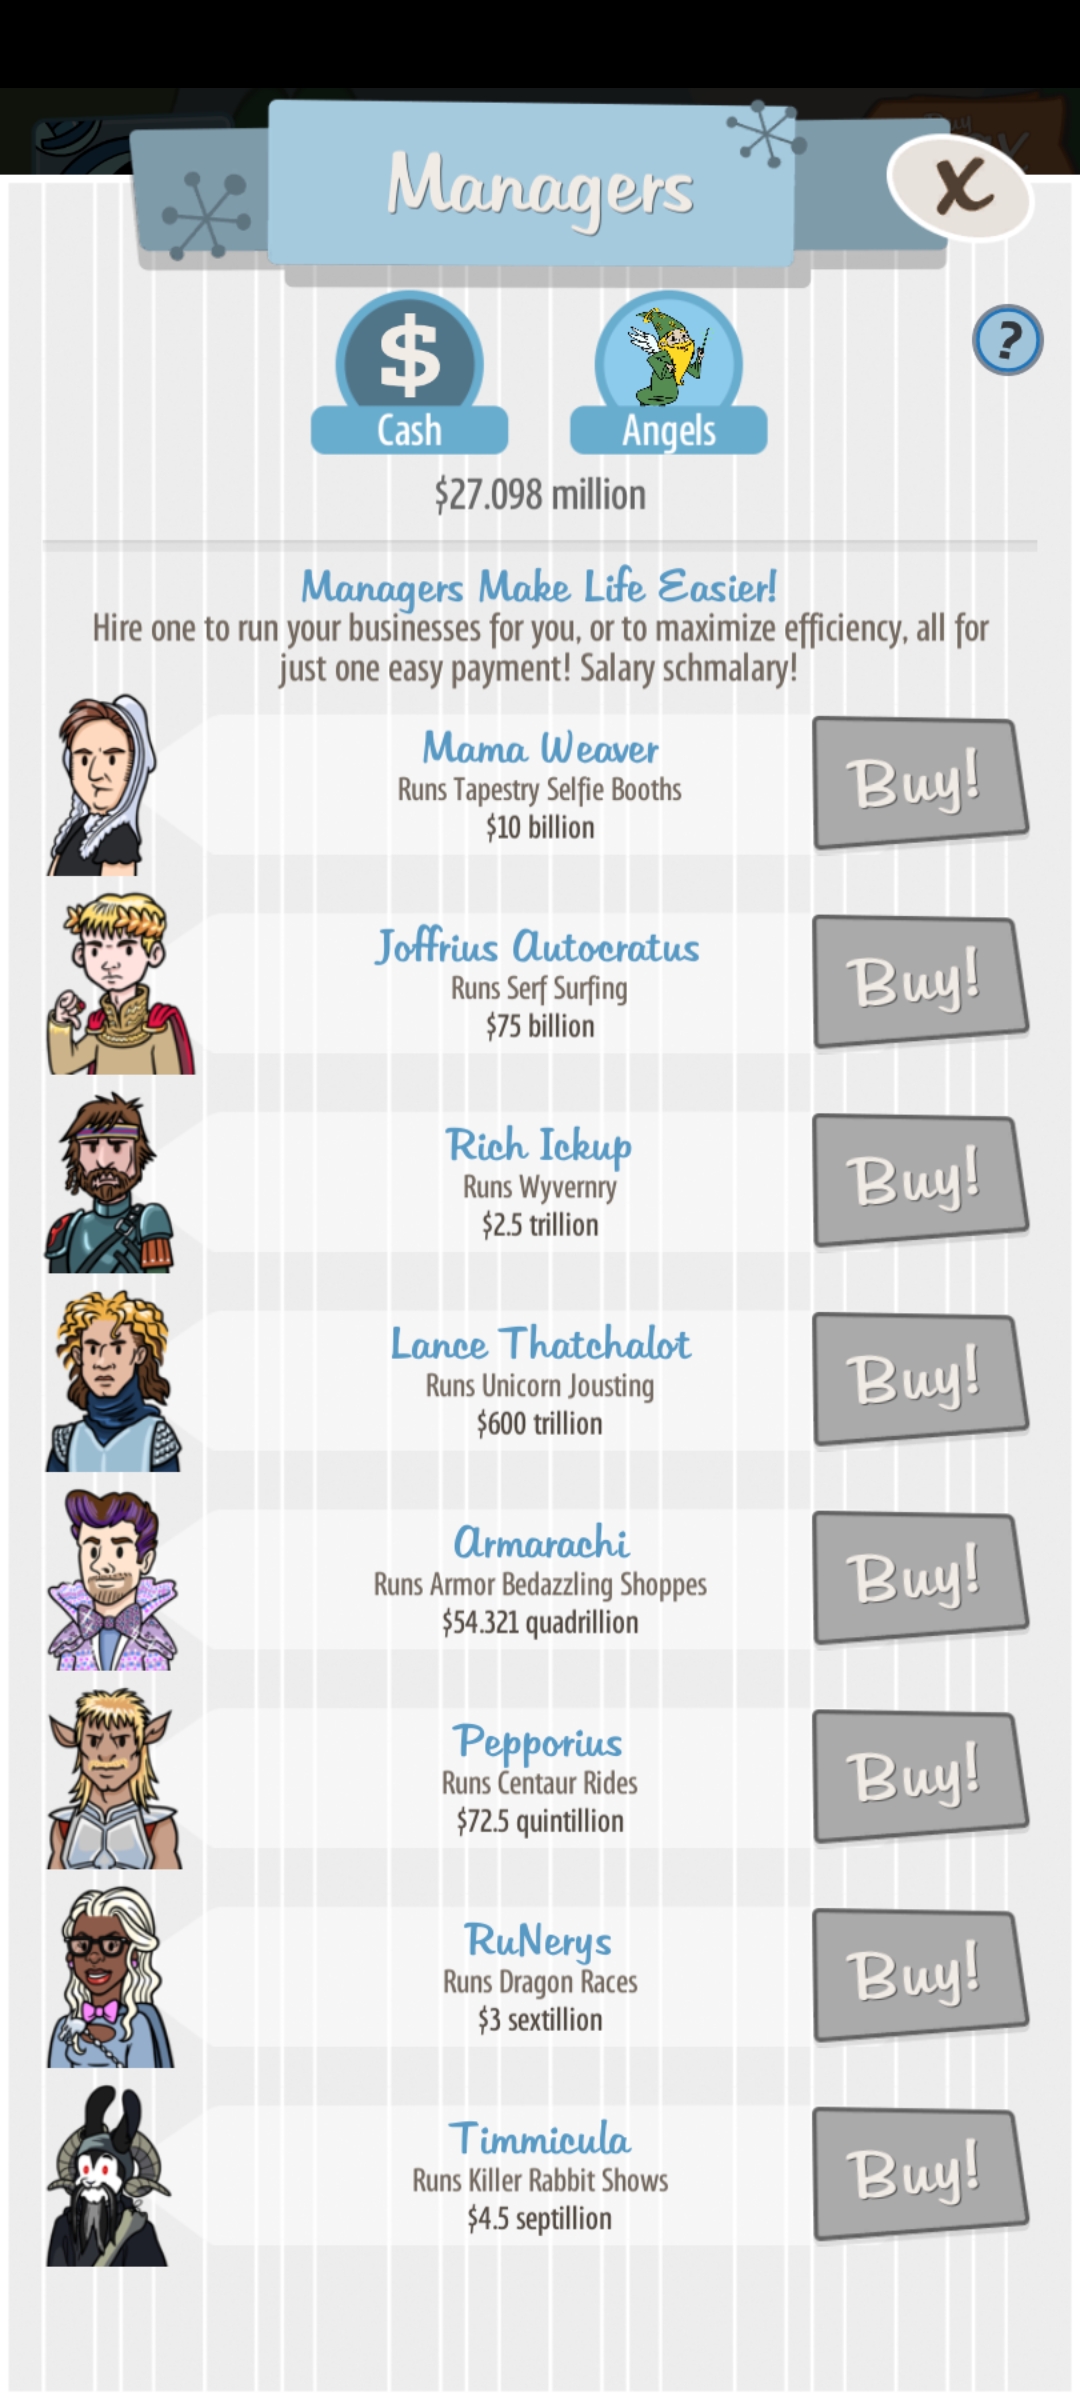 Managers
X
$
?
Cash
Angels
$27.098 million
Managers Make Life Easier!
Hire one to run your businesses for you, or to maximize efficiency, all for
just one easy payment! Salary schmalary!
Mama Weaver
Runs Tapestry Selfie Booths
$10 billion
Buy!
Joffrius Autocratus
Runs Serf Surfing
$75 billion
Buy!
Rich Ickup
Runs Wyvernry
$2.5 trillion
Buy!
Lance Thatchalot
Runs Unicorn Jousting
$600 trillion
Buy!
Armarachi
Runs Armor Bedazzling Shoppes
$54.321 quadrillion
Buy!
Pepporius
Runs Centaur Rides
$72.5 quintillion
Buy!
RuNerys
Runs Dragon Races
$3 sextillion
Buy!
Timmicula
Runs Killer Rabbit Shows
$4.5 septillion
Buy!